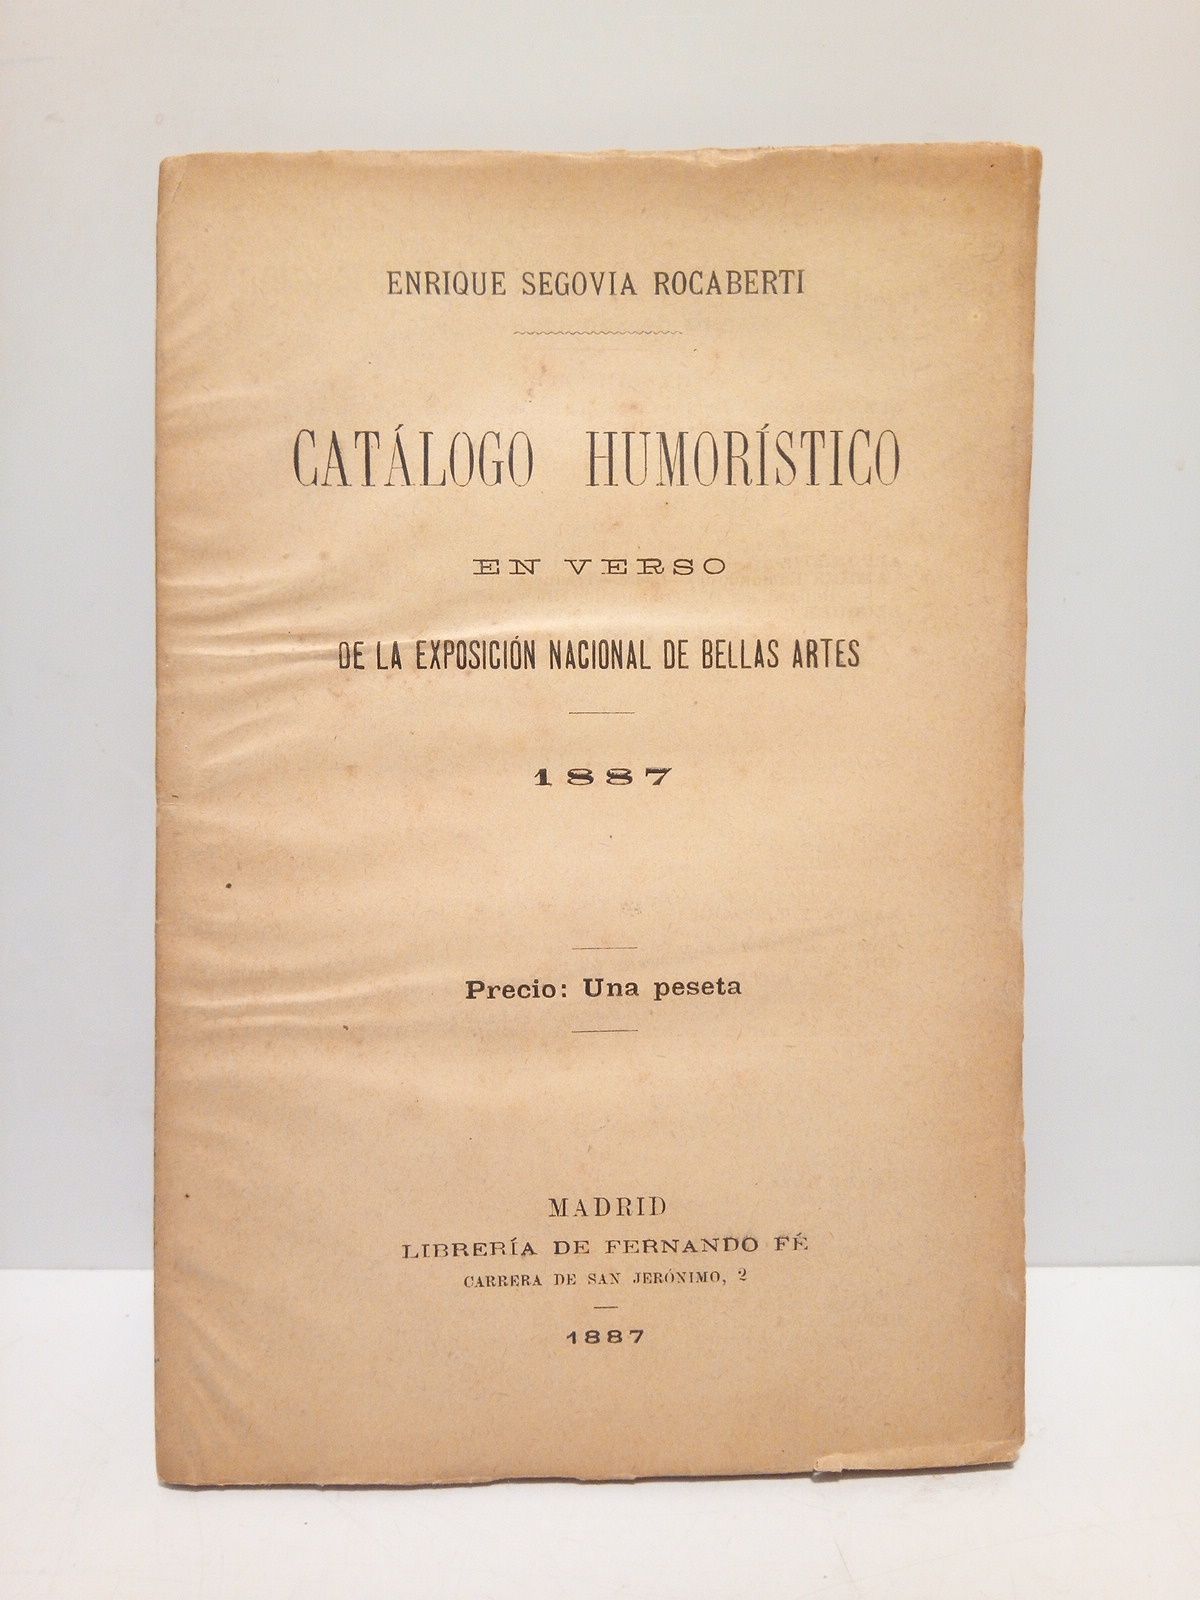 ENRIQUE SEGOVIA ROCABERTI
CATÁLOGO HUMORÍSTICO
EN VERSO
DE LA EXPOSICIÓN NACIONAL DE BELLAS ARTES
1887
Precio: Una peseta
MADRID
LIBRERÍA DE FERNANDO FÉ
CARRERA DE SAN JERÓNIMO, 2
1887